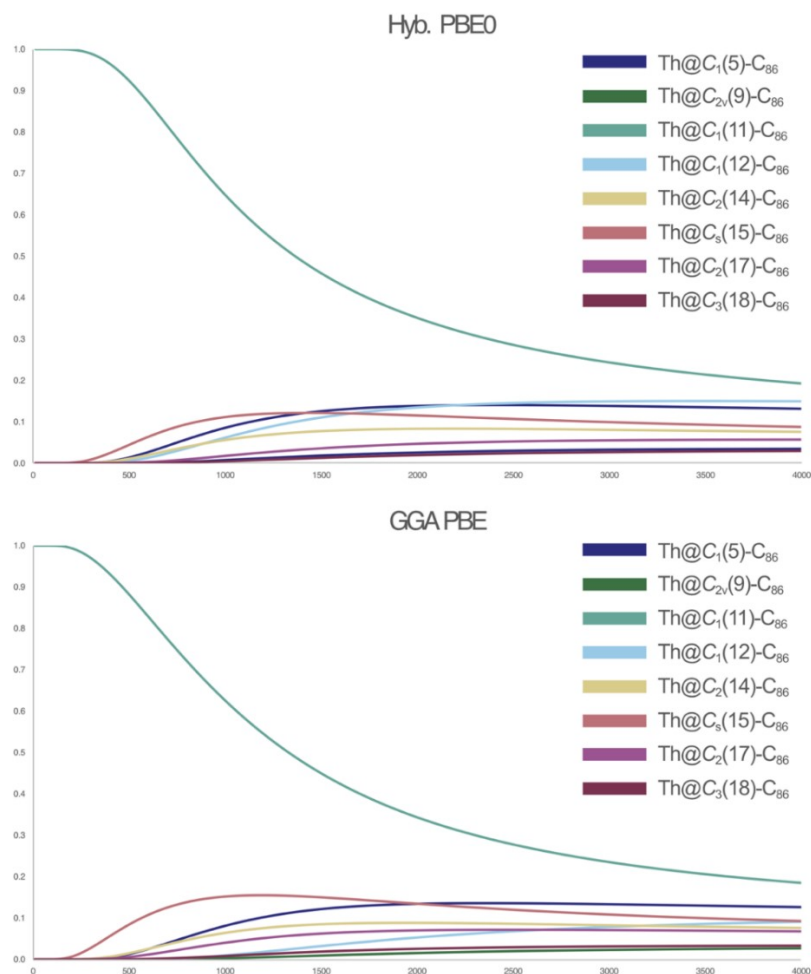 Hyb. PBE0
1.0
0.9
0.8
0.7
0.6
0.5
0.4
0.3
0.2
0.1
0.0
0 500 1000 1500 2000 2500 3000 3500 4000
Th@C₁(5)-C₈₆
Th@C₂ᵥ(9)-C₈₆
Th@C₁(11)-C₈₆
Th@C₁(12)-C₈₆
Th@C₂(14)-C₈₆
Th@Cₛ(15)-C₈₆
Th@C₂(17)-C₈₆
Th@C₃(18)-C₈₆
GGA PBE
1.0
0.9
0.8
0.7
0.6
0.5
0.4
0.3
0.2
0.1
0.0
0 500 1000 1500 2000 2500 3000 3500 4000
Th@C₁(5)-C₈₆
Th@C₂ᵥ(9)-C₈₆
Th@C₁(11)-C₈₆
Th@C₁(12)-C₈₆
Th@C₂(14)-C₈₆
Th@Cₛ(15)-C₈₆
Th@C₂(17)-C₈₆
Th@C₃(18)-C₈₆